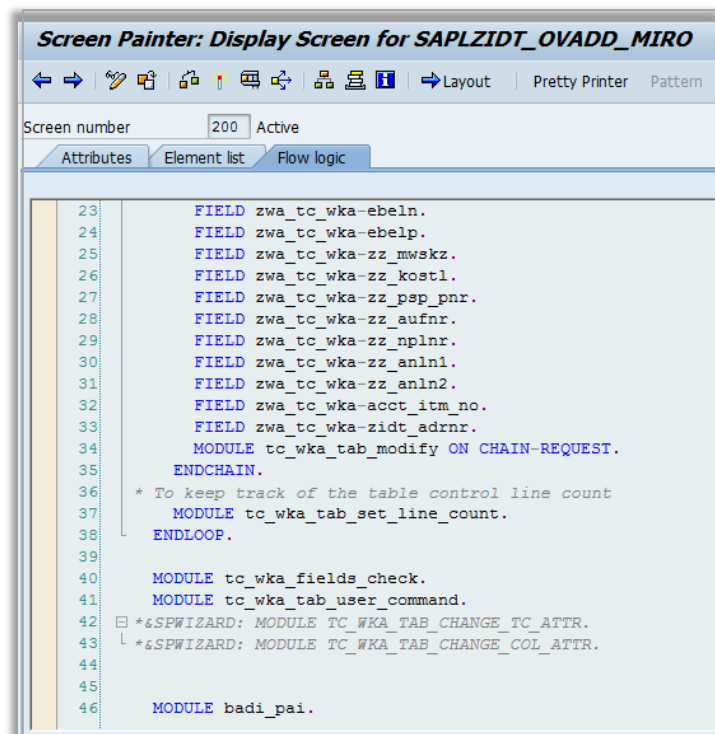 Screen Painter: Display Screen for SAPLZIDT_OVADD_MIRO
Layout Pretty Printer Pattern
Screen number 200 Active
Attributes Element list Flow logic
23 FIELD zwa_tc_wka-ebeln.
24 FIELD zwa_tc_wka-ebelp.
25 FIELD zwa_tc_wka-zz_mwskz.
26 FIELD zwa_tc_wka-zz_kostl.
27 FIELD zwa_tc_wka-zz_psp_pnr.
28 FIELD zwa_tc_wka-zz_aufnr.
29 FIELD zwa_tc_wka-zz_nplnr.
30 FIELD zwa_tc_wka-zz_anln1.
31 FIELD zwa_tc_wka-zz_anln2.
32 FIELD zwa_tc_wka-acct_itm_no.
33 FIELD zwa_tc_wka-zidt_adrnr.
34 MODULE tc_wka_tab_modify ON CHAIN-REQUEST.
35 ENDCHAIN.
36 * To keep track of the table control line count
37 MODULE tc_wka_tab_set_line_count.
38 ENDLOOP.
39
40 MODULE tc_wka_fields_check.
41 MODULE tc_wka_tab_user_command.
42 *&SPWIZARD: MODULE TC_WKA_TAB_CHANGE_TC_ATTR.
43 *&SPWIZARD: MODULE TC_WKA_TAB_CHANGE_COL_ATTR.
44
45
46 MODULE badi_pai.